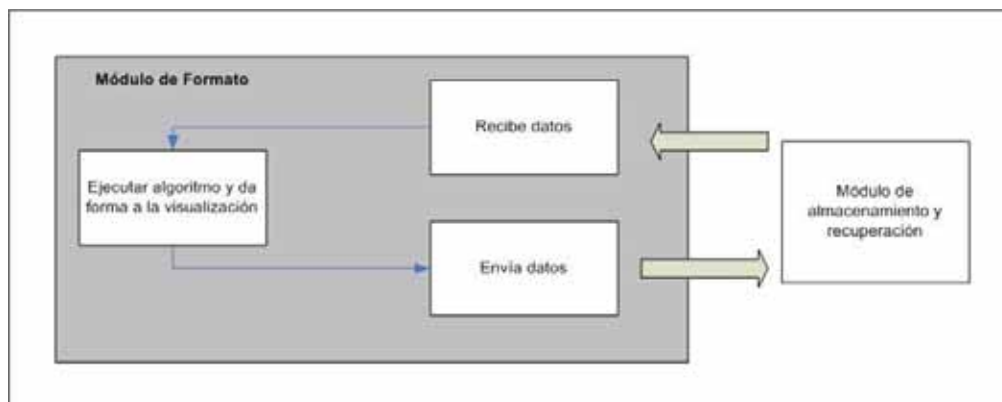 Módulo de Formato
Recibe datos
Ejecutar algoritmo y da
forma a la visualización
Módulo de
almacenamiento y
recuperación
Envía datos